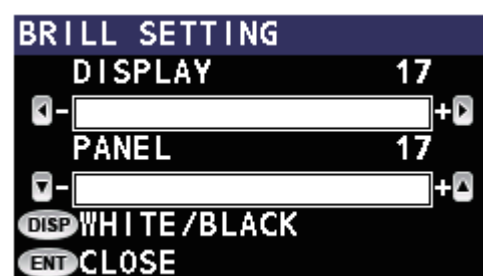 BRILL SETTING
DISPLAY 17
- +
PANEL 17
- +
DISP WHITE/BLACK
ENT CLOSE